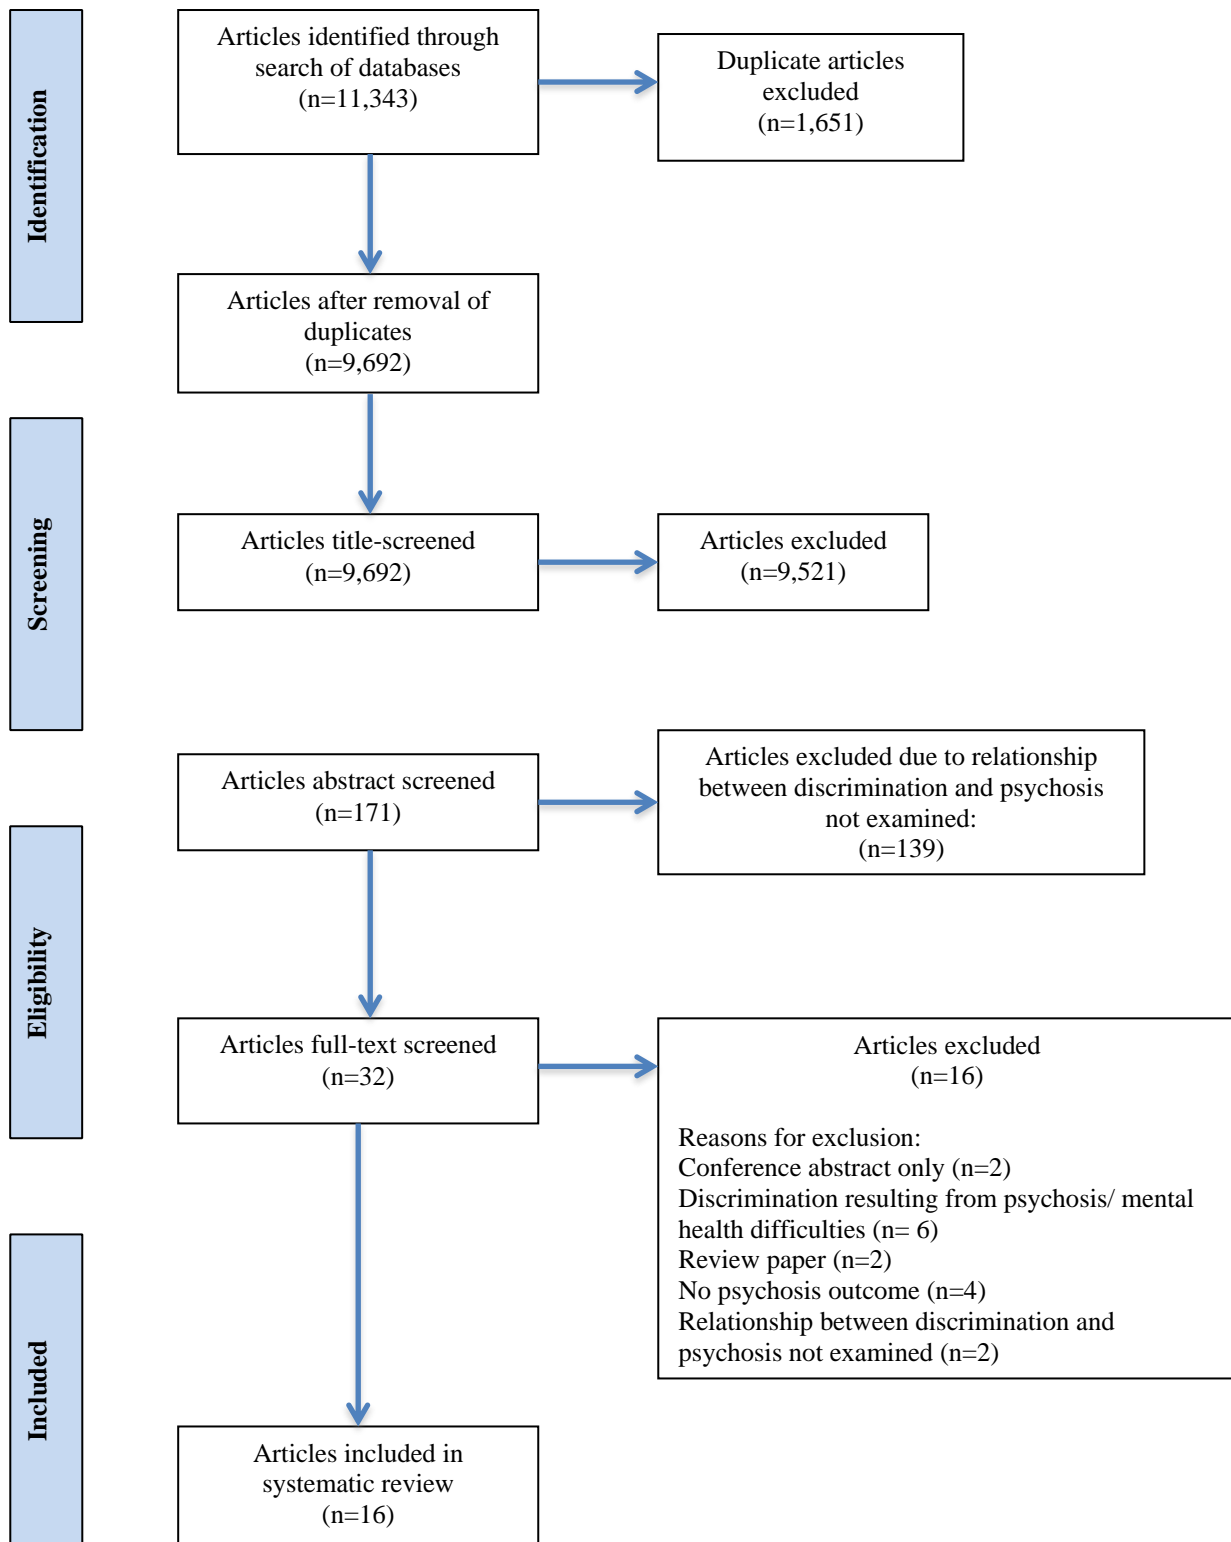 Identification
Articles identified through
search of databases
(n=11,343)
Duplicate articles
excluded
(n=1,651)
Articles after removal of
duplicates
(n=9,692)
Screening
Articles title-screened
(n=9,692)
Articles excluded
(n=9,521)
Articles abstract screened
(n=171)
Articles excluded due to relationship
between discrimination and psychosis
not examined:
(n=139)
Eligibility
Articles full-text screened
(n=32)
Articles excluded
(n=16)
Reasons for exclusion:
Conference abstract only (n=2)
Discrimination resulting from psychosis/ mental
health difficulties (n= 6)
Review paper (n=2)
No psychosis outcome (n=4)
Relationship between discrimination and
psychosis not examined (n=2)
Included
Articles included in
systematic review
(n=16)